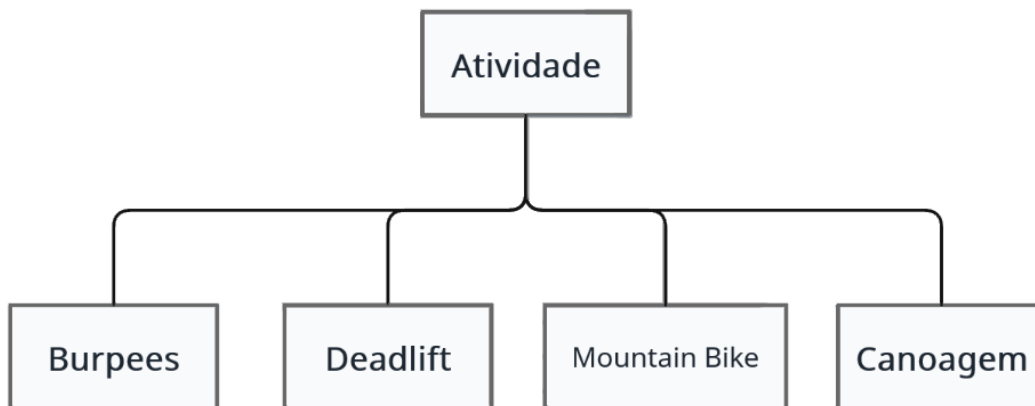 Atividade
Burpees
Deadlift
Mountain Bike
Canoagem